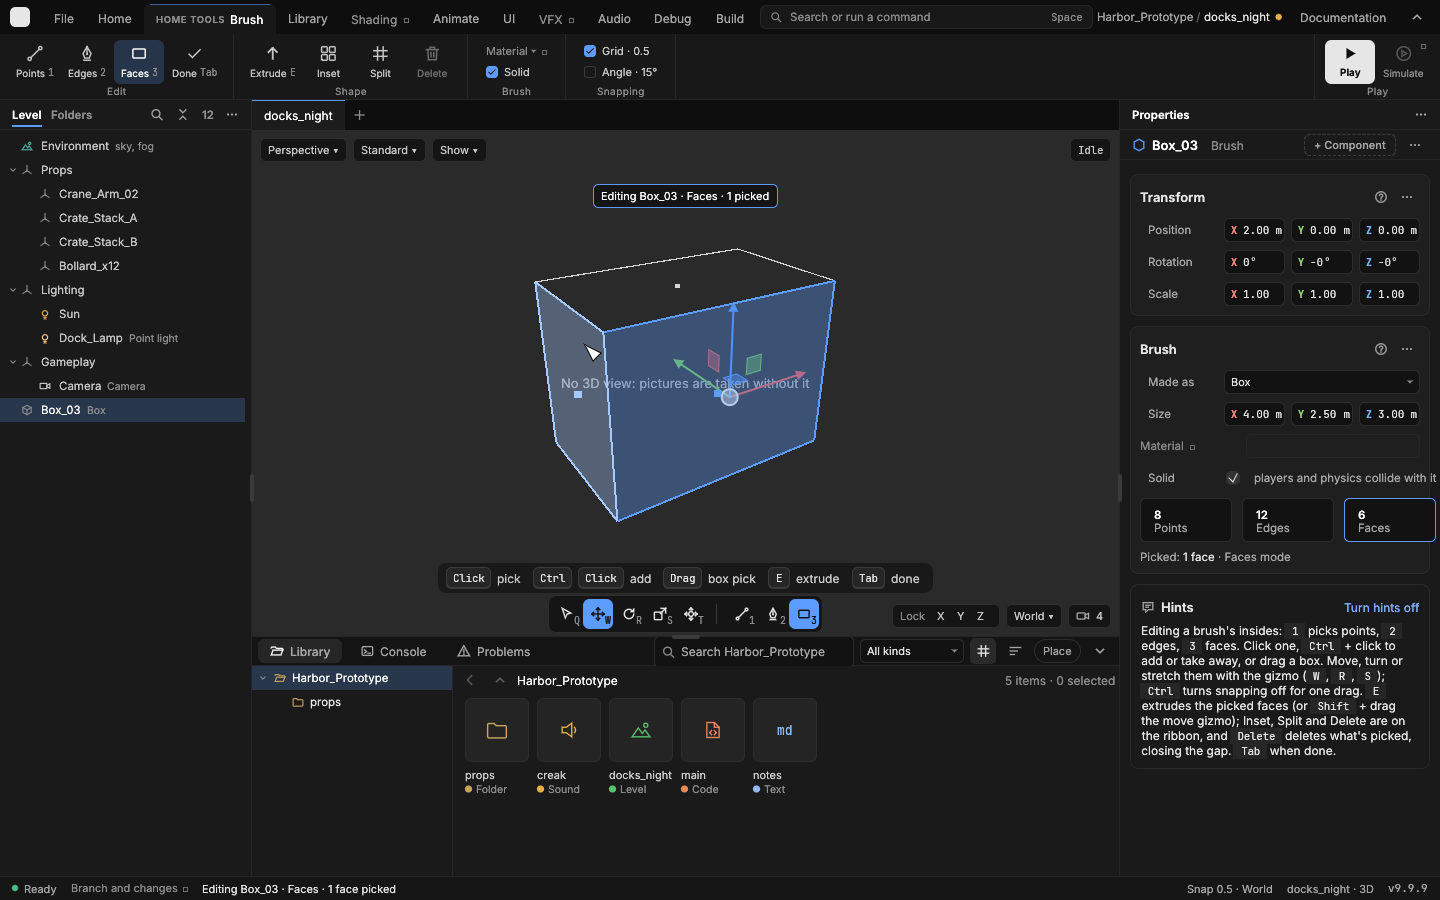 File Home HOME TOOLS Brush Library Shading Animate UI VFX Audio Debug Build Search or run a command Space Harbor_Prototype / docks_night Documentation
Points 1 Edges 2 Faces 3 Done Tab
Edit
Extrude E Inset Split Delete
Shape
Material
Solid
Brush
Grid · 0.5
Angle · 15°
Snapping
Play Simulate
Play
Level Folders 12
Environment sky, fog
Props
Crane_Arm_02
Crate_Stack_A
Crate_Stack_B
Bollard_x12
Lighting
Sun
Dock_Lamp Point light
Gameplay
Camera Camera
Box_03 Box
docks_night
Perspective Standard Show Idle
Editing Box_03 · Faces · 1 picked
No 3D view: pictures are taken without it
Click pick Ctrl Click add Drag box pick E extrude Tab done
Q W R S T 1 2 3
Lock X Y Z World 4
Library Console Problems Search Harbor_Prototype All kinds Place
Harbor_Prototype
props
Harbor_Prototype 5 items · 0 selected
md
props creak docks_night main notes
Folder Sound Level Code Text
Properties
Box_03 Brush + Component
Transform
Position X 2.00 m Y 0.00 m Z 0.00 m
Rotation X 0° Y -0° Z -0°
Scale X 1.00 Y 1.00 Z 1.00
Brush
Made as Box
Size X 4.00 m Y 2.50 m Z 3.00 m
Material
Solid players and physics collide with it
8 12 6
Points Edges Faces
Picked: 1 face · Faces mode
Hints Turn hints off
Editing a brush's insides: 1 picks points, 2
edges, 3 faces. Click one, Ctrl + click to
add or take away, or drag a box. Move, turn or
stretch them with the gizmo ( W , R , S );
Ctrl turns snapping off for one drag. E
extrudes the picked faces (or Shift + drag
the move gizmo); Inset, Split and Delete are on
the ribbon, and Delete deletes what's picked,
closing the gap. Tab when done.
Ready Branch and changes Editing Box_03 · Faces · 1 face picked Snap 0.5 · World docks_night · 3D v9.9.9